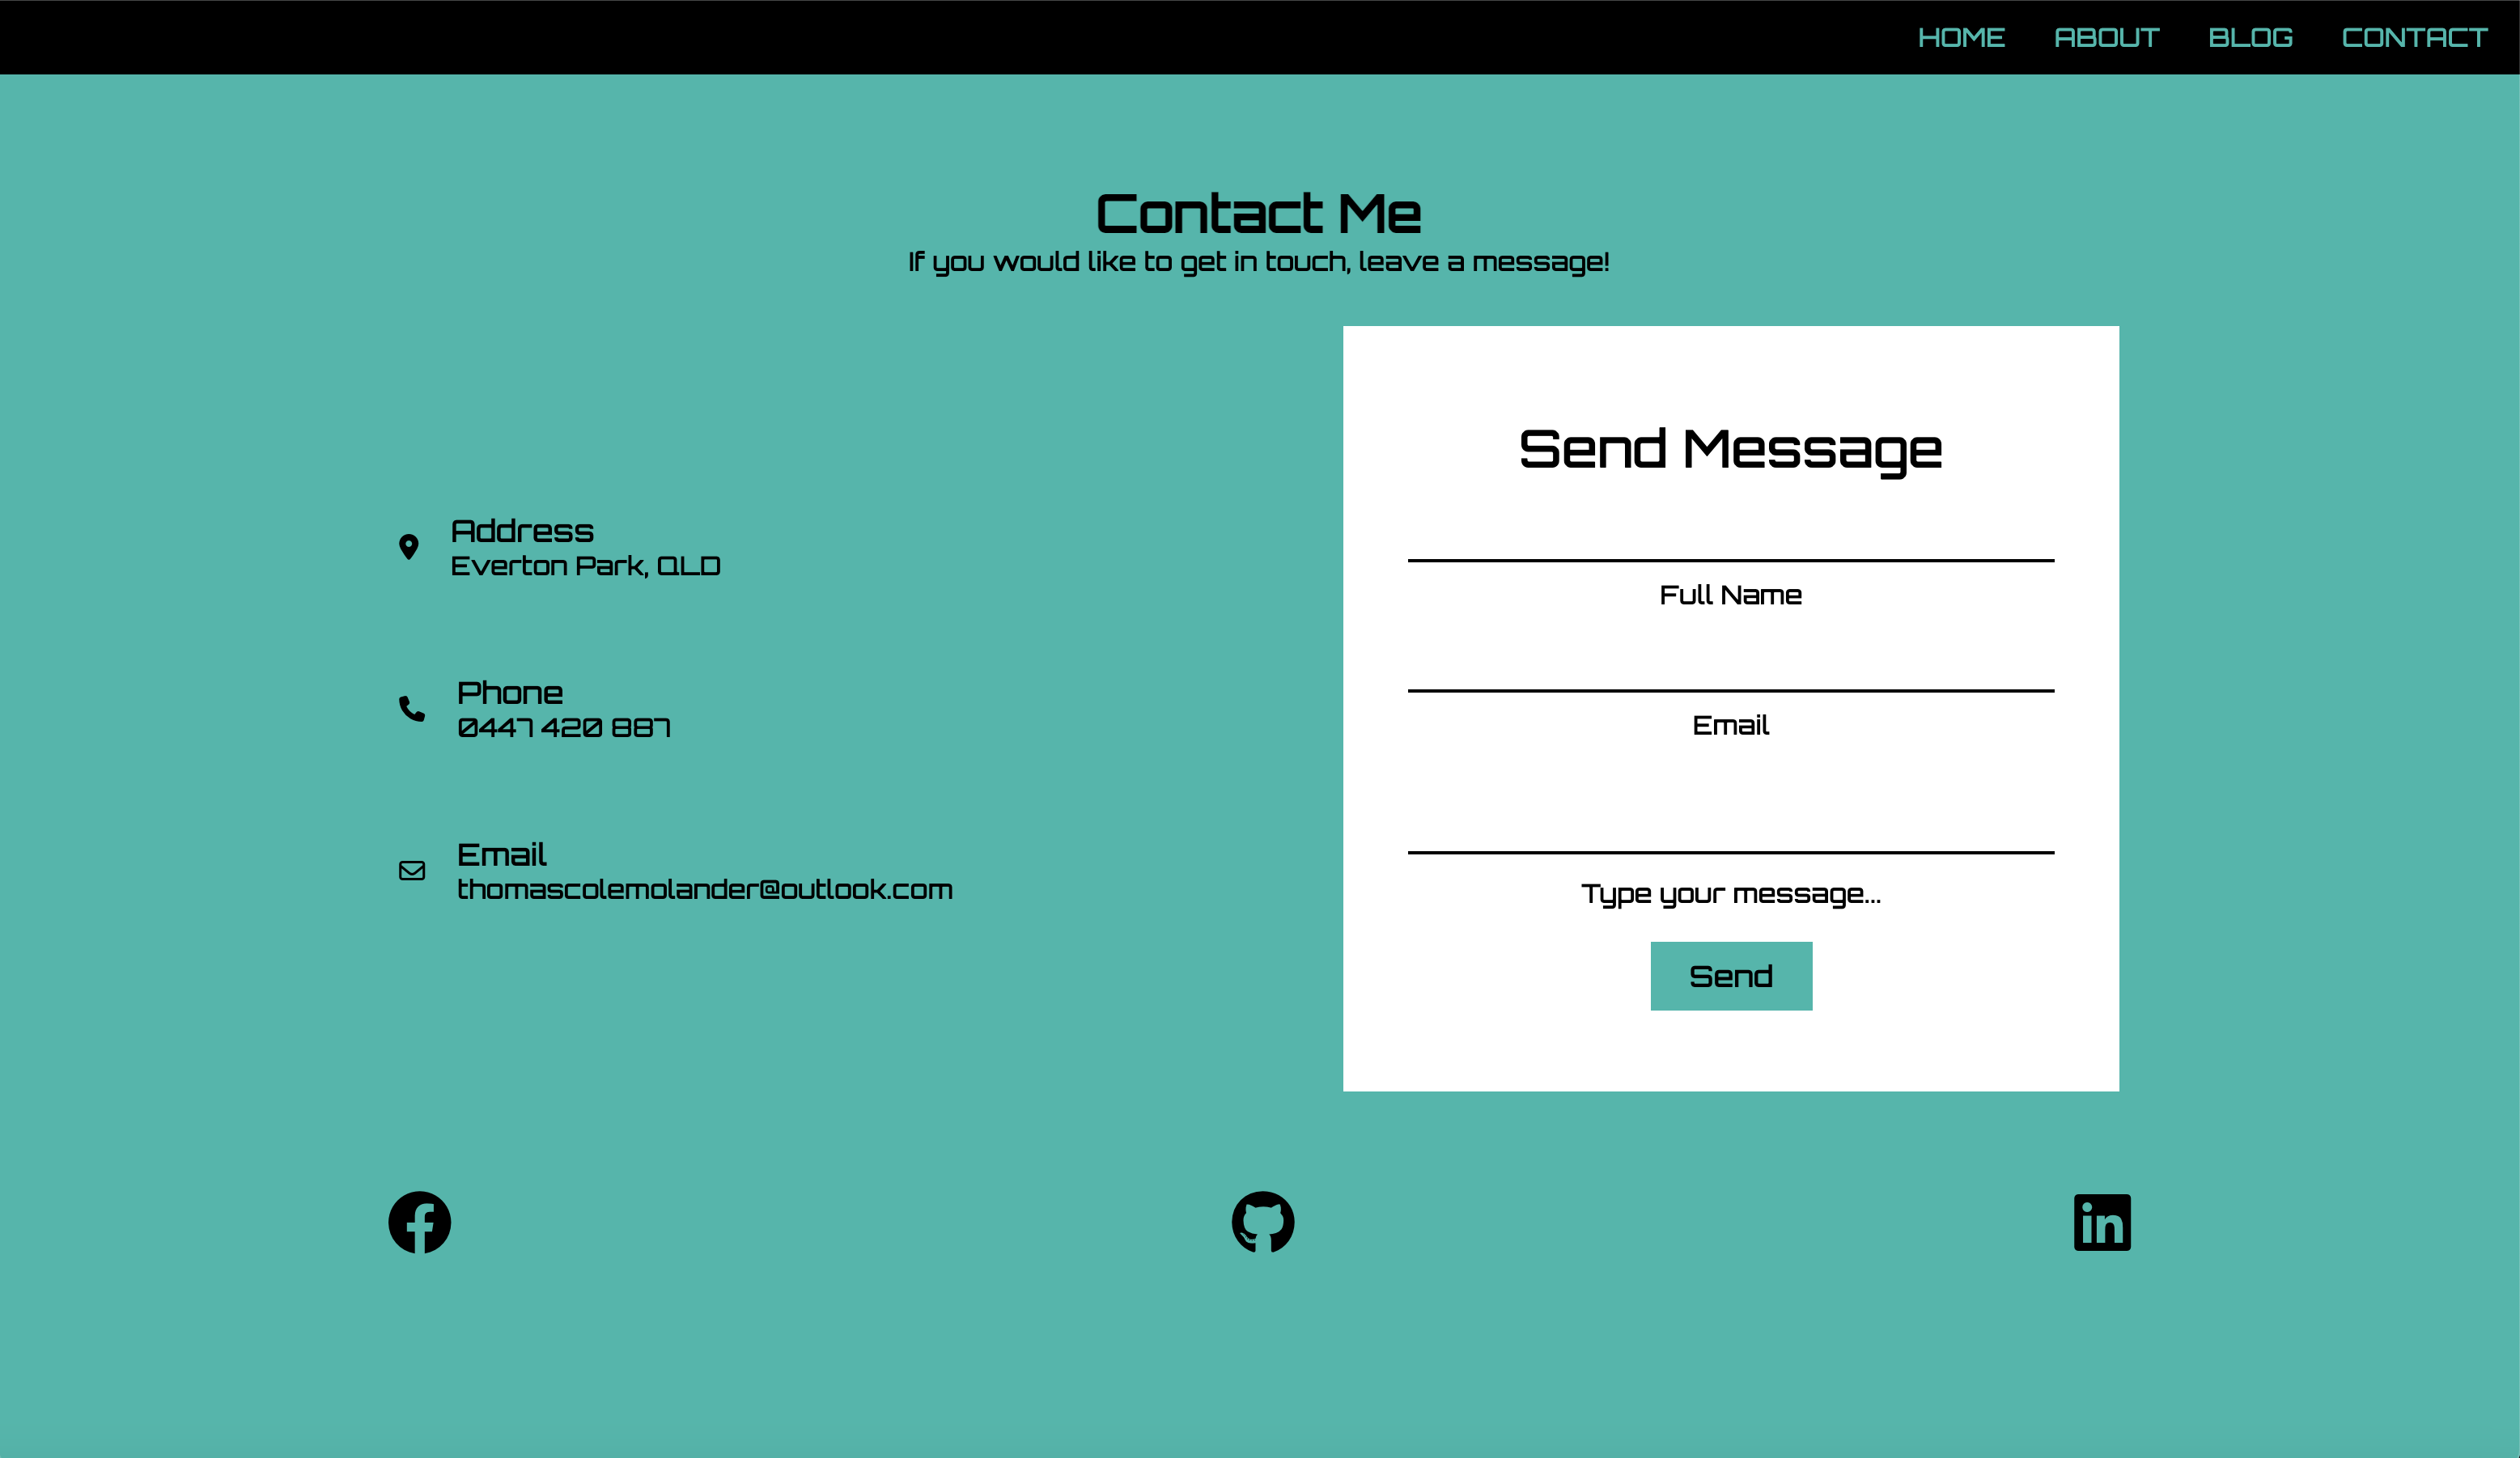 HOME ABOUT BLOG CONTACT
Contact Me
If you would like to get in touch, leave a message!
Address
Everton Park, QLD
Phone
0447 420 887
Email
thomascolemolander@outlook.com
Send Message
Full Name
Email
Type your message...
Send